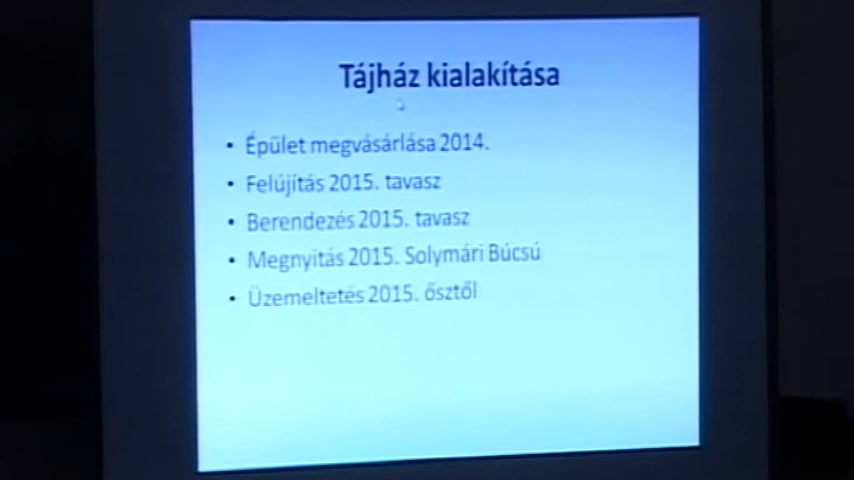 Tájház kialakítása
• Épület megvásárlása 2014.
• Felújítás 2015. tavasz
• Berendezés 2015. tavasz
• Megnyitás 2015. Solymári Búcsú
• Üzemeltetés 2015. ősztől